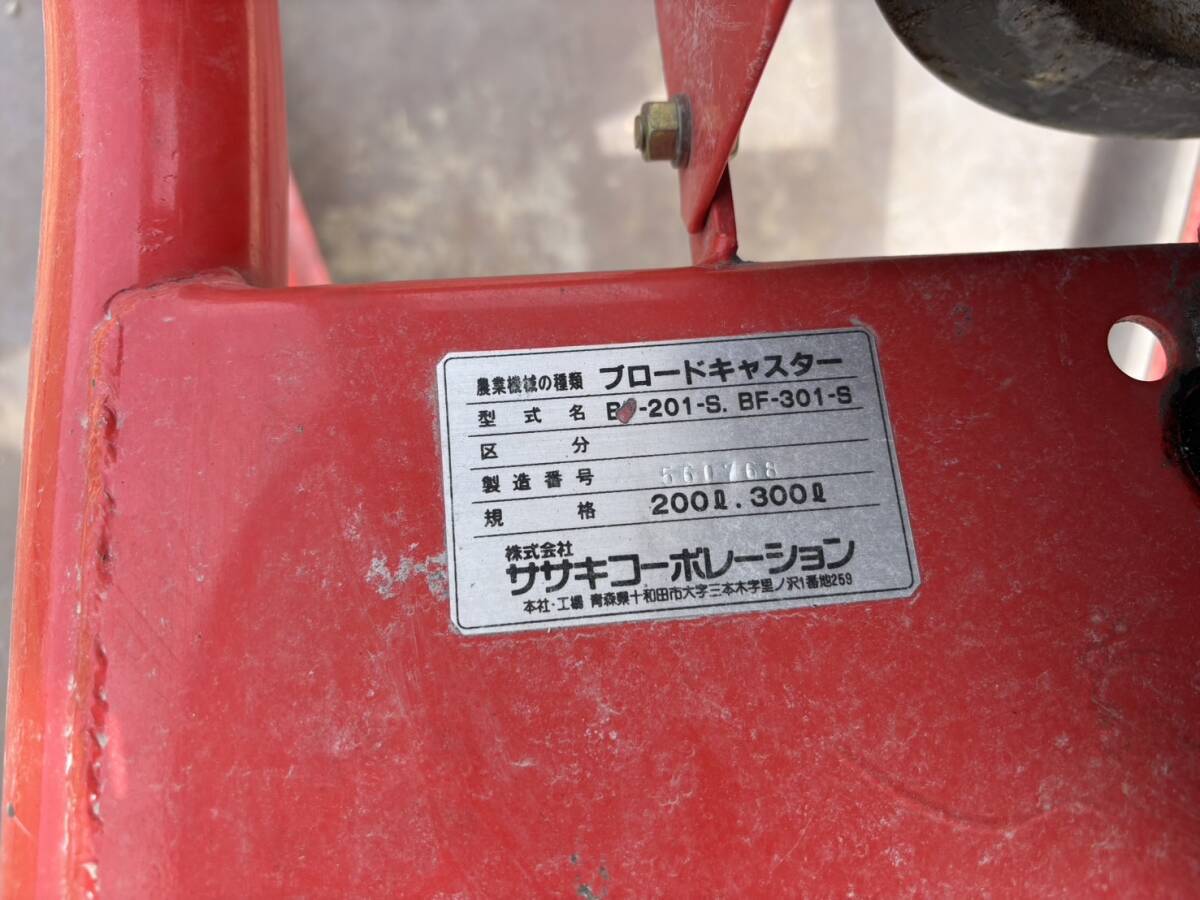 農業機械の種類 ブロードキャスター
型式名 B-201-S. BF-301-S
区分
製造番号 560768
規格 200ℓ.300ℓ
株式会社
ササキコーポレーション
本社・工場 青森県十和田市大字三本木字里ノ沢1番地259